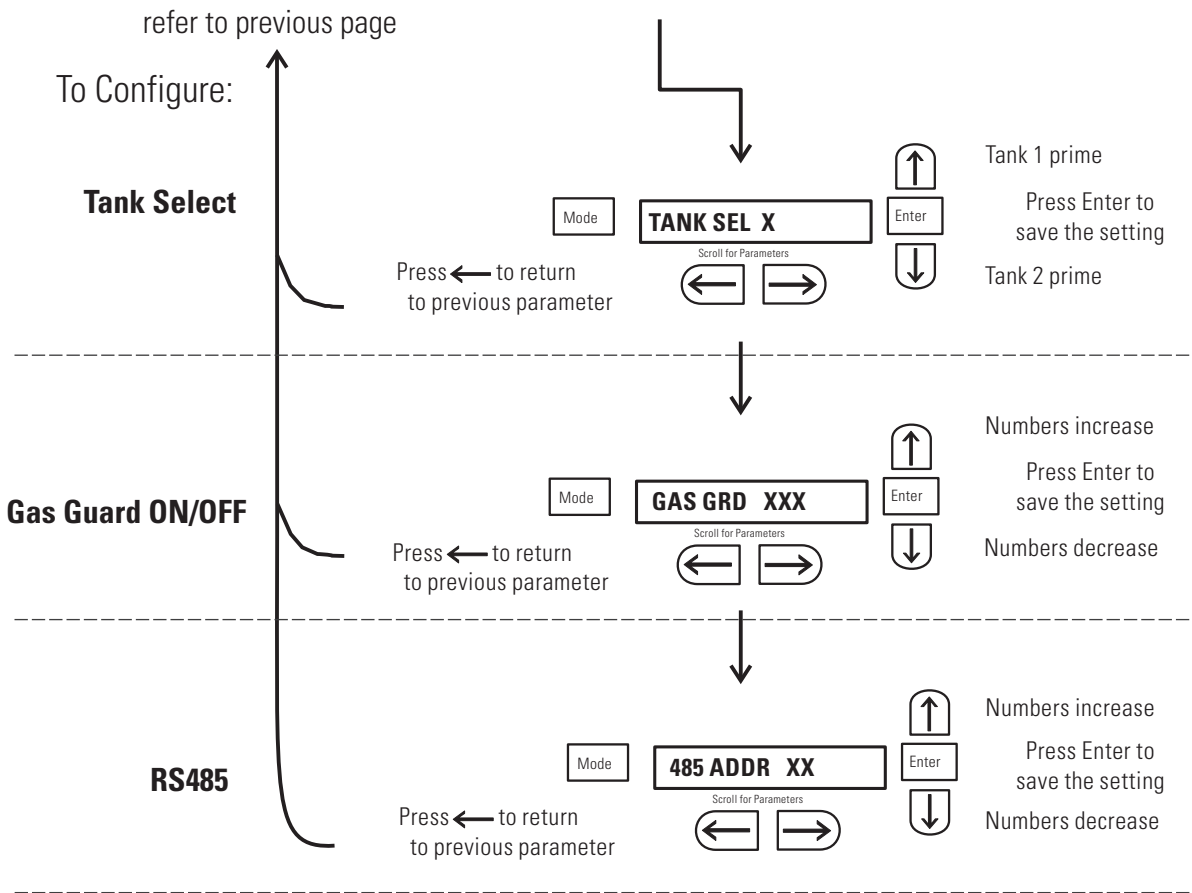 refer to previous page
To Configure:
Tank Select
Mode
TANK SEL X
Scroll for Parameters
Enter
Tank 1 prime
Press Enter to
save the setting
Tank 2 prime
Press ← to return
to previous parameter
Gas Guard ON/OFF
Mode
GAS GRD XXX
Scroll for Parameters
Enter
Numbers increase
Press Enter to
save the setting
Numbers decrease
Press ← to return
to previous parameter
RS485
Mode
485 ADDR XX
Scroll for Parameters
Enter
Numbers increase
Press Enter to
save the setting
Numbers decrease
Press ← to return
to previous parameter